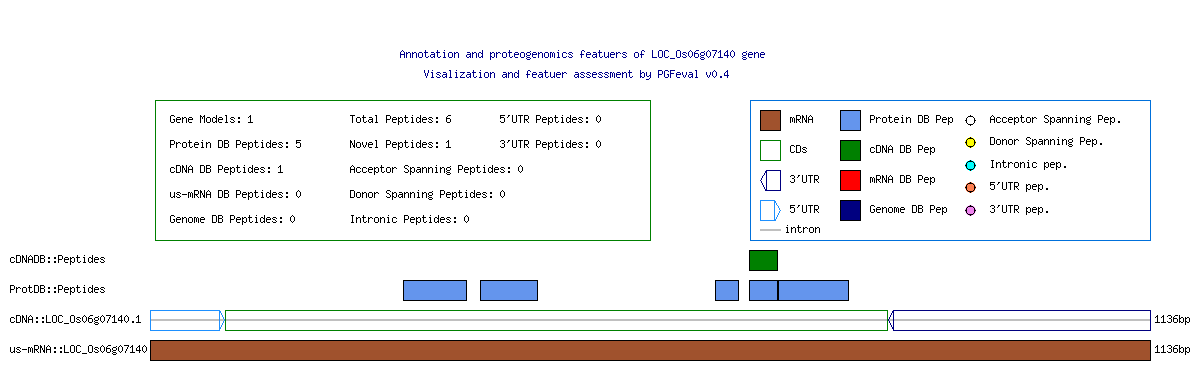 Annotation and proteogenomics featuers of LOC_Os06g07140 gene
Visalization and featuer assessment by PGFeval v0.4
Gene Models: 1 Total Peptides: 6 5'UTR Peptides: 0
Protein DB Peptides: 5 Novel Peptides: 1 3'UTR Peptides: 0
cDNA DB Peptides: 1 Acceptor Spanning Peptides: 0
us-mRNA DB Peptides: 0 Donor Spanning Peptides: 0
Genome DB Peptides: 0 Intronic Peptides: 0
mRNA Protein DB Pep Acceptor Spanning Pep.
CDs cDNA DB Pep Donor Spanning Pep.
3'UTR mRNA DB Pep Intronic pep.
5'UTR Genome DB Pep 5'UTR pep.
intron 3'UTR pep.
cDNADB::Peptides
ProtDB::Peptides
cDNA::LOC_Os06g07140.1 1136bp
us-mRNA::LOC_Os06g07140 1136bp